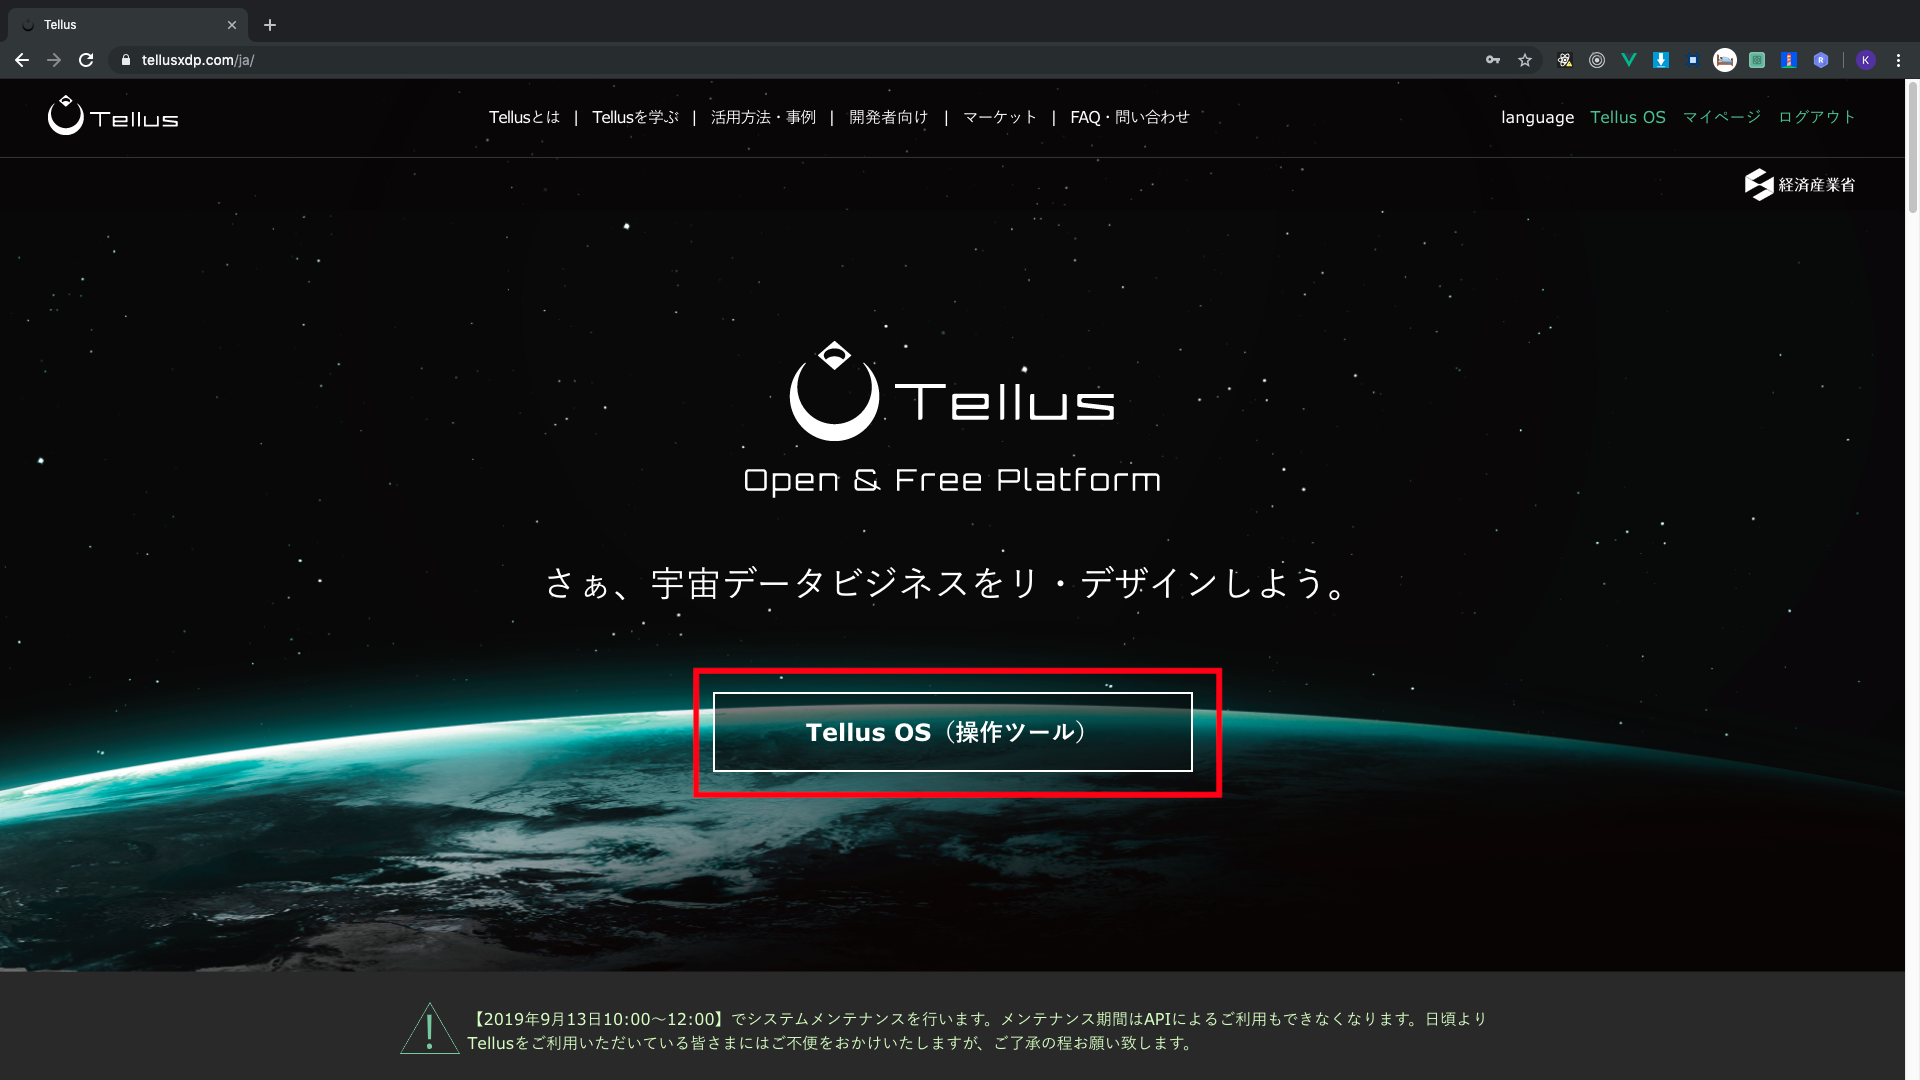 Tellus
tellusxdp.com/ja/
K
Tellus
Tellusとは | Tellusを学ぶ | 活用方法・事例 | 開発者向け | マーケット | FAQ・問い合わせ
language Tellus OS マイページ ログアウト
経済産業省
Tellus
Open & Free Platform
さぁ、宇宙データビジネスをリ・デザインしよう。
Tellus OS（操作ツール）
【2019年9月13日10:00〜12:00】でシステムメンテナンスを行います。メンテナンス期間はAPIによるご利用もできなくなります。日頃より
Tellusをご利用いただいている皆さまにはご不便をおかけいたしますが、ご了承の程お願い致します。